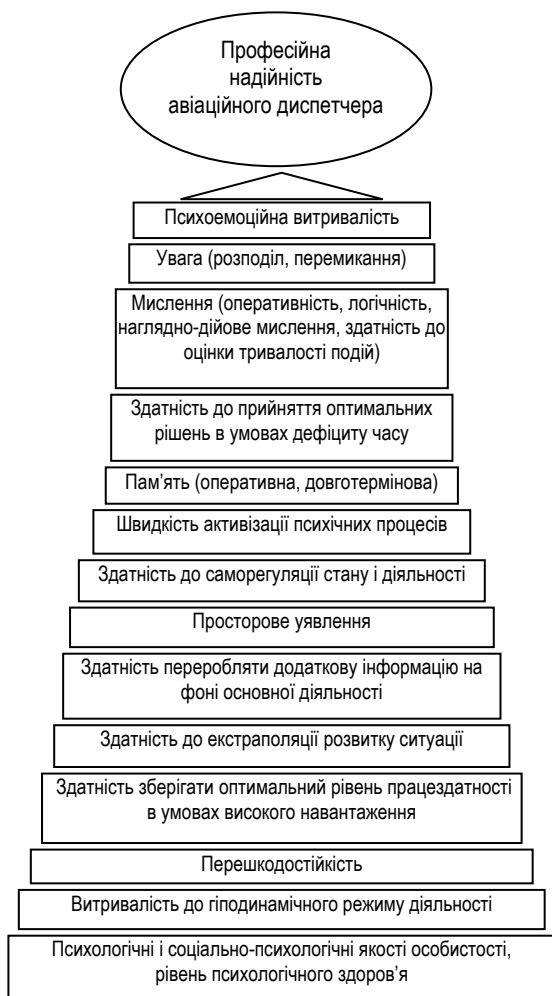 Професійна
надійність
авіаційного диспетчера
Психоемоційна витривалість
Увага (розподіл, перемикання)
Мислення (оперативність, логічність,
наглядно-дійове мислення, здатність до
оцінки тривалості подій)
Здатність до прийняття оптимальних
рішень в умовах дефіциту часу
Пам’ять (оперативна, довготермінова)
Швидкість активізації психічних процесів
Здатність до саморегуляції стану і діяльності
Просторове уявлення
Здатність переробляти додаткову інформацію на
фоні основної діяльності
Здатність до екстраполяції розвитку ситуації
Здатність зберігати оптимальний рівень працездатності
в умовах високого навантаження
Перешкодостійкість
Витривалість до гіподинамічного режиму діяльності
Психологічні і соціально-психологічні якості особистості,
рівень психологічного здоров’я